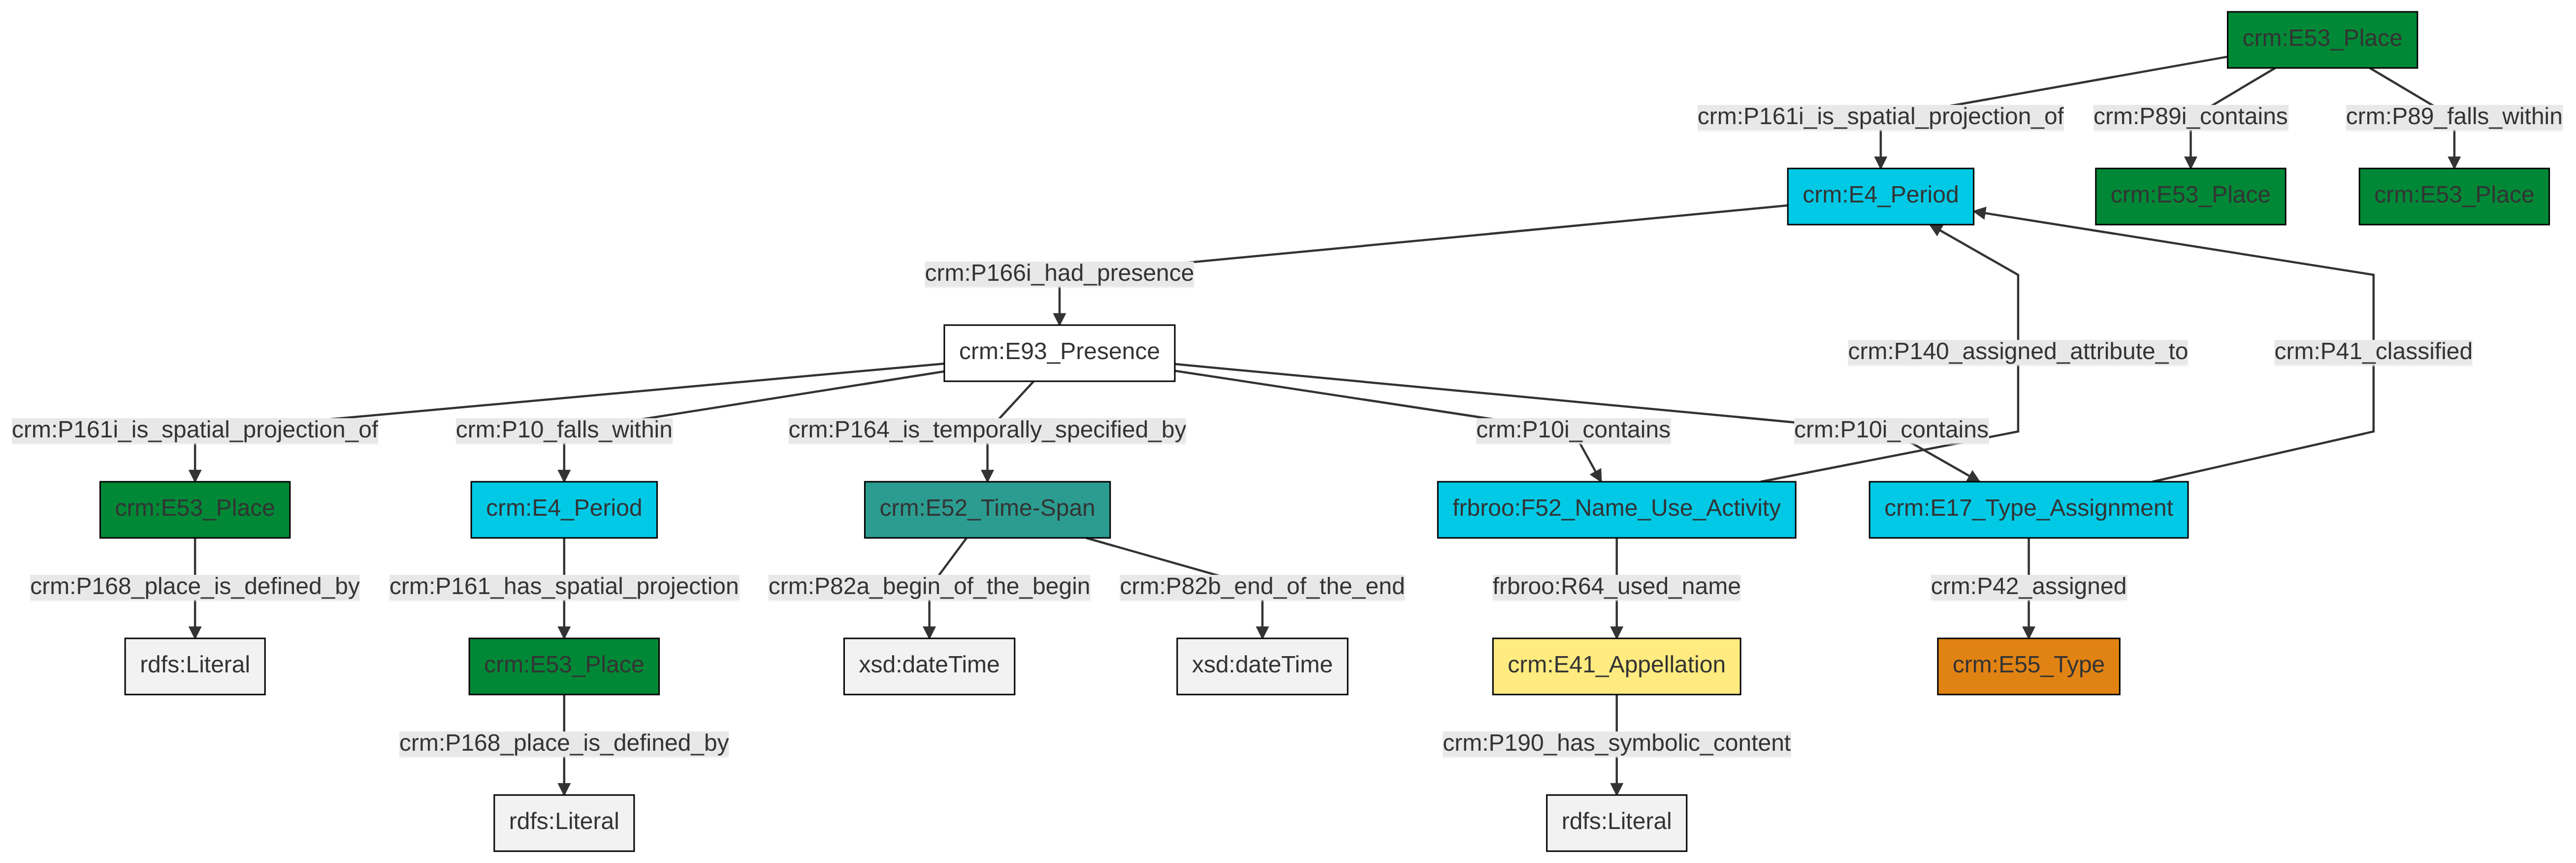 crm:E53_Place
crm:P161i_is_spatial_projection_of
crm:P89i_contains
crm:P89_falls_within
crm:E4_Period
crm:E53_Place
crm:E53_Place
crm:P166i_had_presence
crm:E93_Presence
crm:P140_assigned_attribute_to
crm:P41_classified
crm:P161i_is_spatial_projection_of
crm:P10_falls_within
crm:P164_is_temporally_specified_by
crm:P10i_contains
crm:P10i_contains
crm:E53_Place
crm:E4_Period
crm:E52_Time-Span
frbroo:F52_Name_Use_Activity
crm:E17_Type_Assignment
crm:P168_place_is_defined_by
crm:P161_has_spatial_projection
crm:P82a_begin_of_the_begin
crm:P82b_end_of_the_end
frbroo:R64_used_name
crm:P42_assigned
rdfs:Literal
crm:E53_Place
xsd:dateTime
xsd:dateTime
crm:E41_Appellation
crm:E55_Type
crm:P168_place_is_defined_by
crm:P190_has_symbolic_content
rdfs:Literal
rdfs:Literal